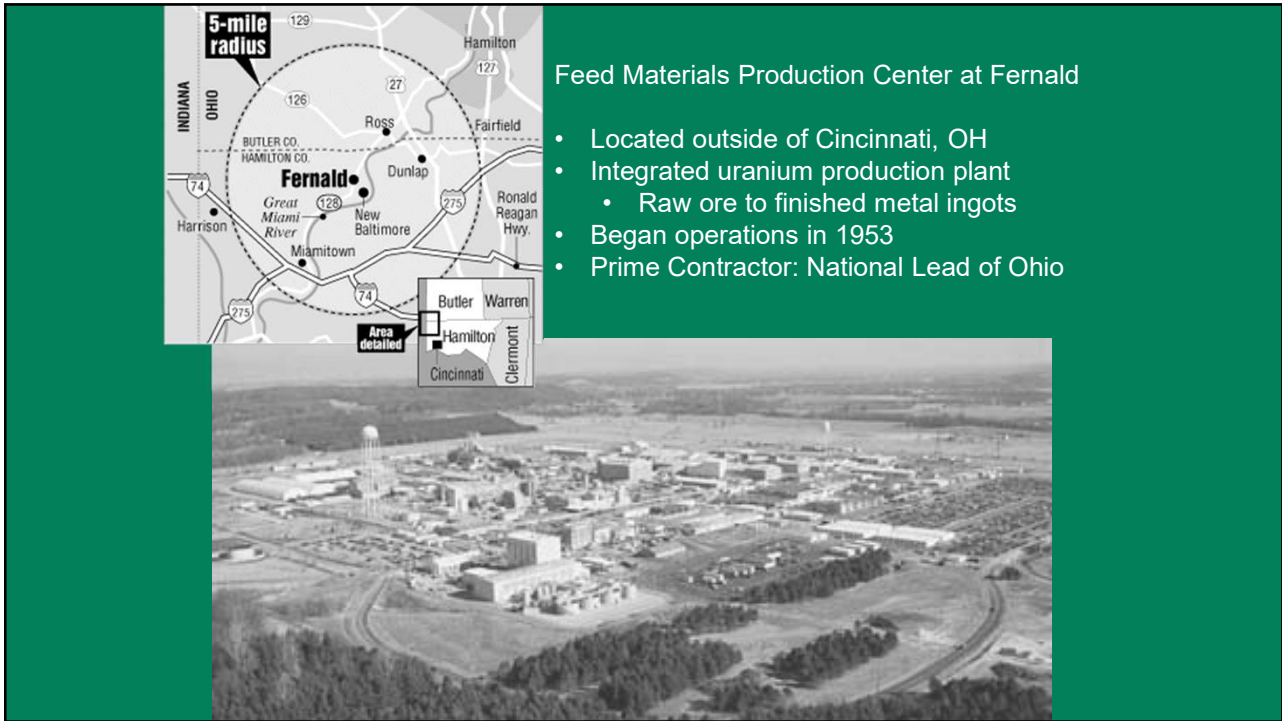 5-mile
radius
129
Hamilton
127
27
126
INDIANA
OHIO
Ross
Fairfield
BUTLER CO.
HAMILTON CO.
Dunlap
Fernald
74
128
Great
Miami
River
New
Baltimore
275
Ronald
Reagan
Hwy.
Harrison
Miamitown
74
275
Butler
Warren
Area
detailed
Hamilton
Clermont
Cincinnati
Feed Materials Production Center at Fernald
• Located outside of Cincinnati, OH
• Integrated uranium production plant
• Raw ore to finished metal ingots
• Began operations in 1953
• Prime Contractor: National Lead of Ohio